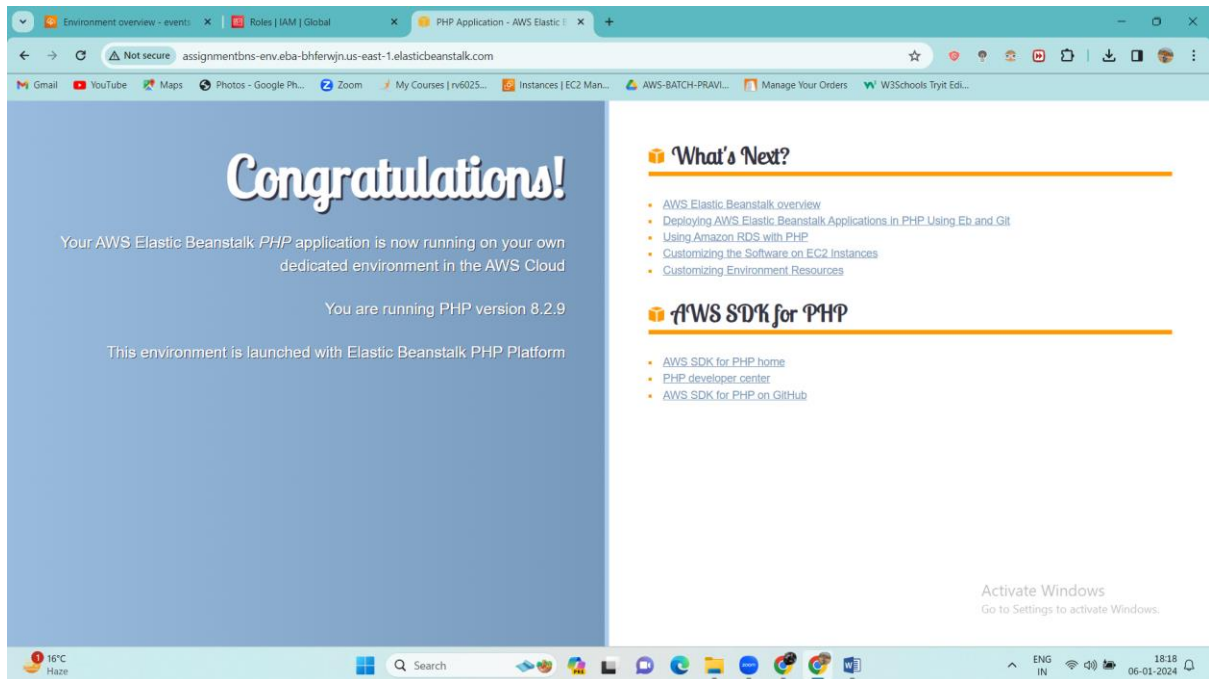 Environment overview - events
Roles | IAM | Global
PHP Application - AWS Elastic B
Not secure
assignmentbns-env.eba-bhferwjn.us-east-1.elasticbeanstalk.com
Gmail
YouTube
Maps
Photos - Google Ph...
Zoom
My Courses | rv6025...
Instances | EC2 Man...
AWS-BATCH-PRAVI...
Manage Your Orders
W3Schools Tryit Edi...
Congratulations!
Your AWS Elastic Beanstalk PHP application is now running on your own
dedicated environment in the AWS Cloud
You are running PHP version 8.2.9
This environment is launched with Elastic Beanstalk PHP Platform
What's Next?
AWS Elastic Beanstalk overview
Deploying AWS Elastic Beanstalk Applications in PHP Using Eb and Git
Using Amazon RDS with PHP
Customizing the Software on EC2 Instances
Customizing Environment Resources
AWS SDK for PHP
AWS SDK for PHP home
PHP developer center
AWS SDK for PHP on GitHub
Activate Windows
Go to Settings to activate Windows.
1
16°C
Haze
Search
ENG
IN
18:18
06-01-2024